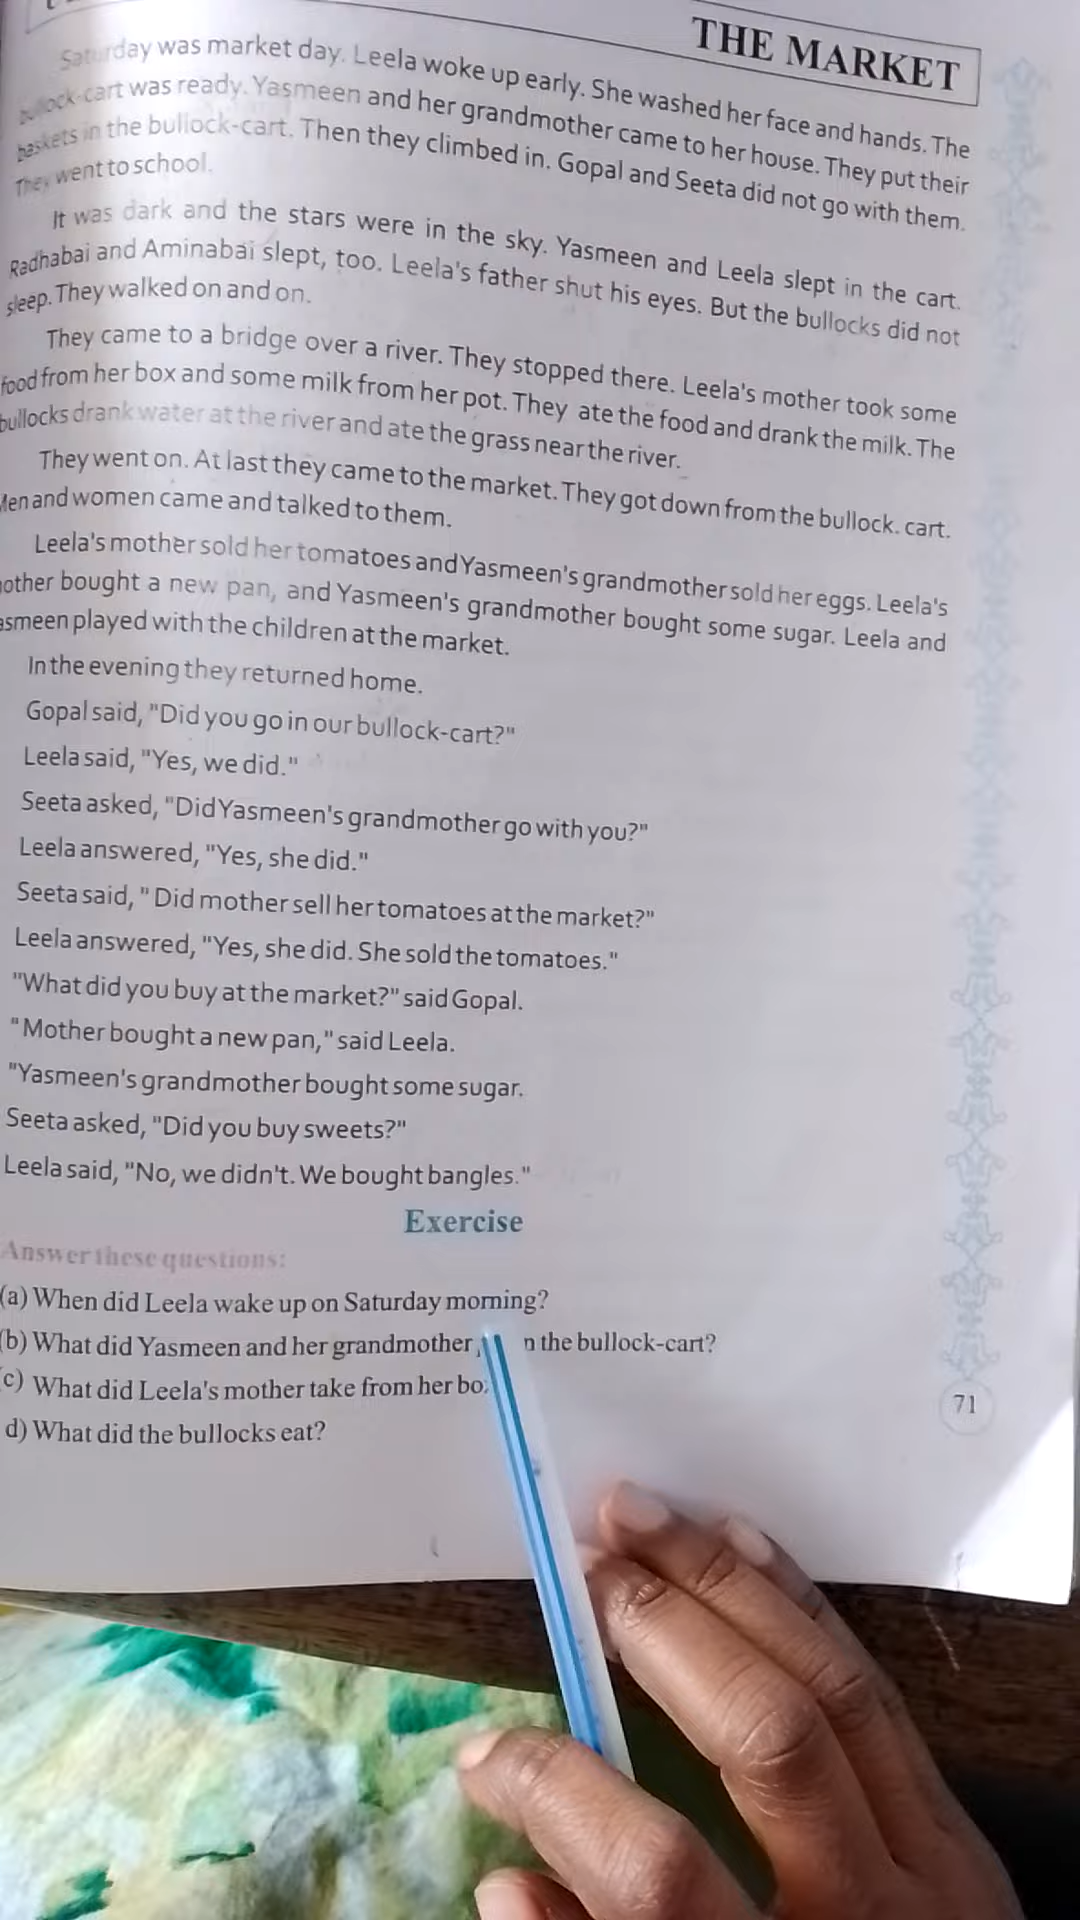 THE MARKET
Saturday was market day. Leela woke up early. She washed her face and hands. The
bullock-cart was ready. Yasmeen and her grandmother came to her house. They put their
baskets in the bullock-cart. Then they climbed in. Gopal and Seeta did not go with them.
They went to school.
It was dark and the stars were in the sky. Yasmeen and Leela slept in the cart.
Radhabai and Aminabai slept, too. Leela's father shut his eyes. But the bullocks did not
sleep. They walked on and on.
They came to a bridge over a river. They stopped there. Leela's mother took some
food from her box and some milk from her pot. They ate the food and drank the milk. The
bullocks drank water at the river and ate the grass near the river.
They went on. At last they came to the market. They got down from the bullock. cart.
Men and women came and talked to them.
Leela's mother sold her tomatoes and Yasmeen's grandmother sold her eggs. Leela's
mother bought a new pan, and Yasmeen's grandmother bought some sugar. Leela and
Yasmeen played with the children at the market.
In the evening they returned home.
Gopal said, "Did you go in our bullock-cart?"
Leela said, "Yes, we did."
Seeta asked, "Did Yasmeen's grandmother go with you?"
Leela answered, "Yes, she did."
Seeta said, " Did mother sell her tomatoes at the market?"
Leela answered, "Yes, she did. She sold the tomatoes."
"What did you buy at the market?" said Gopal.
"Mother bought a new pan," said Leela.
"Yasmeen's grandmother bought some sugar.
Seeta asked, "Did you buy sweets?"
Leela said, "No, we didn't. We bought bangles."
Exercise
Answer these questions:
(a) When did Leela wake up on Saturday morning?
(b) What did Yasmeen and her grandmother the bullock-cart?
(c) What did Leela's mother take from her
d) What did the bullocks eat?
71